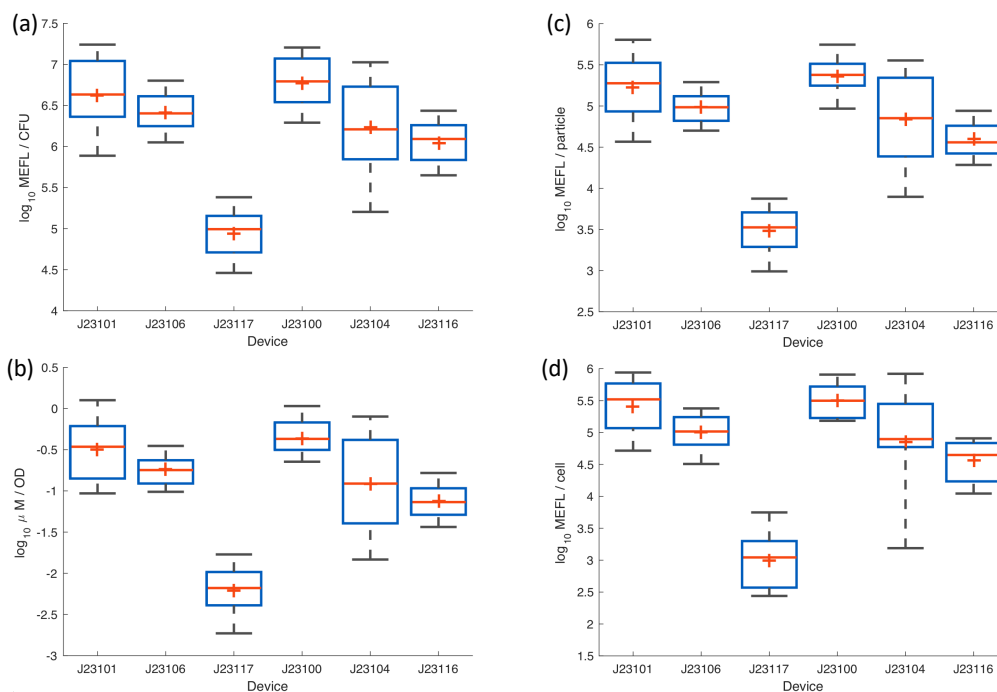 (a)
7.5
7
6.5
6
5.5
5
4.5
4
log10 MEFL / CFU
J23101 J23106 J23117 J23100 J23104 J23116
Device
(c)
6
5.5
5
4.5
4
3.5
3
2.5
log10 MEFL / particle
J23101 J23106 J23117 J23100 J23104 J23116
Device
(b)
0.5
0
-0.5
-1
-1.5
-2
-2.5
-3
log10 μ M / OD
J23101 J23106 J23117 J23100 J23104 J23116
Device
(d)
6
5.5
5
4.5
4
3.5
3
2.5
2
1.5
log10 MEFL / cell
J23101 J23106 J23117 J23100 J23104 J23116
Device